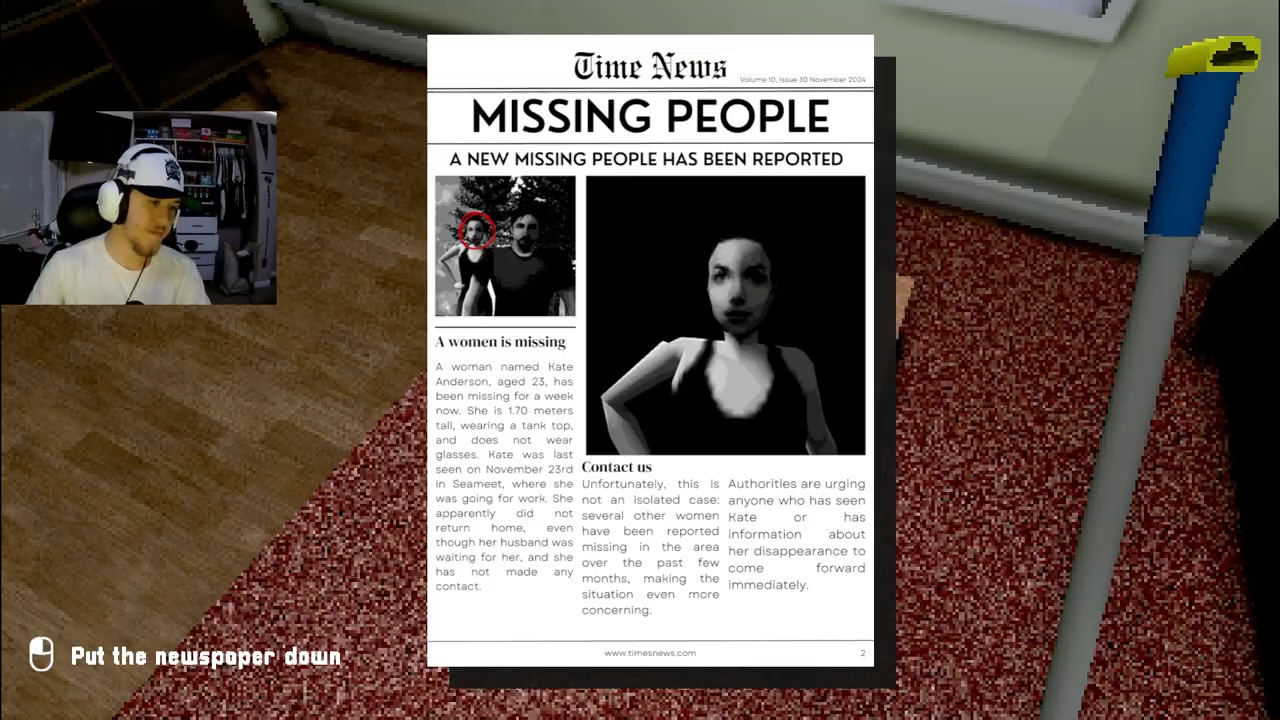 Time News
Volume 10, Issue 30 November 2024
MISSING PEOPLE
A NEW MISSING PEOPLE HAS BEEN REPORTED
A women is missing
A woman named Kate
Anderson, aged 23, has
been missing for a week
now. She is 1.70 meters
tall, wearing a tank top,
and does not wear
glasses. Kate was last
seen on November 23rd
in Seameet, where she
was going for work. She
apparently did not
return home, even
though her husband was
waiting for her, and she
has not made any
contact.
Contact us
Unfortunately, this is
not an isolated case:
several other women
have been reported
missing in the area
over the past few
months, making the
situation even more
concerning.
Authorities are urging
anyone who has seen
Kate or has
information about
her disappearance to
come forward
immediately.
www.timesnews.com
2
Put the newspaper down